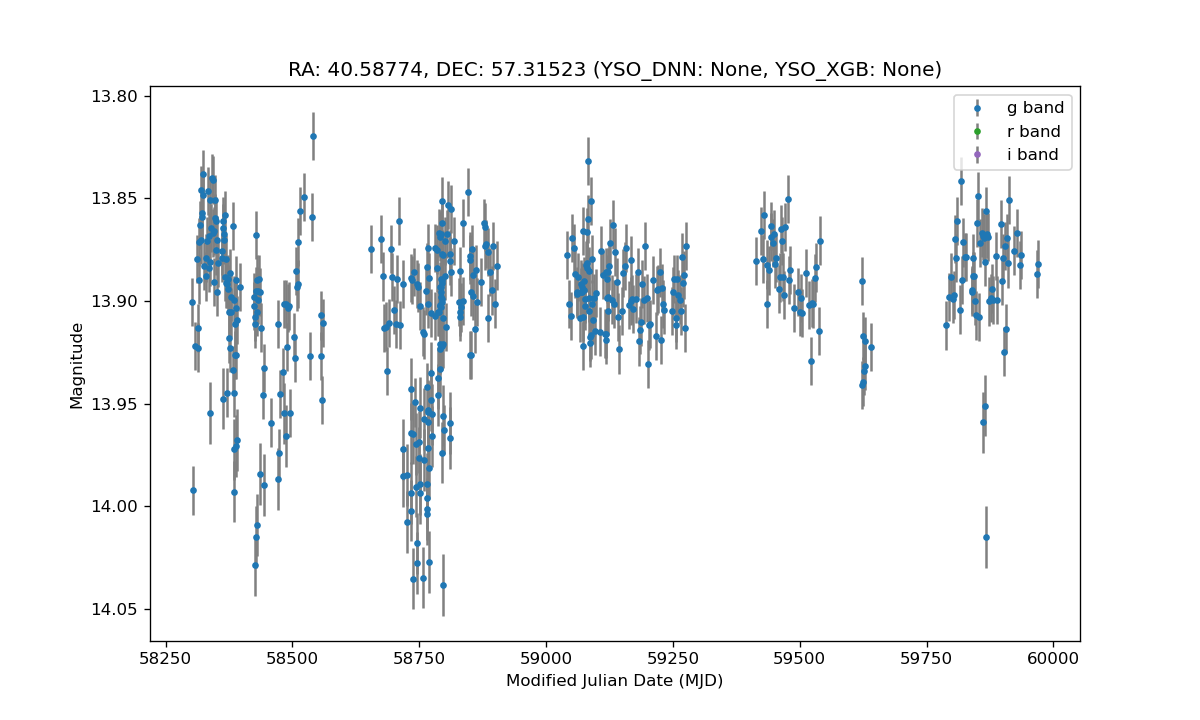 RA: 40.58774, DEC: 57.31523 (YSO_DNN: None, YSO_XGB: None)
g band
r band
i band
13.80
13.85
13.90
13.95
14.00
14.05
Magnitude
58250 58500 58750 59000 59250 59500 59750 60000
Modified Julian Date (MJD)